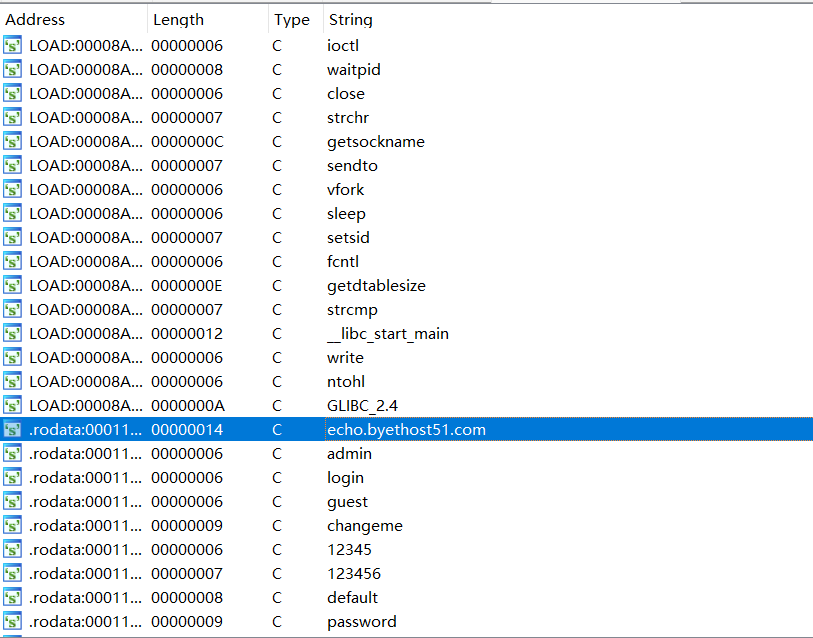 Address Length Type String
LOAD:00008A... 00000006 C ioctl
LOAD:00008A... 00000008 C waitpid
LOAD:00008A... 00000006 C close
LOAD:00008A... 00000007 C strchr
LOAD:00008A... 0000000C C getsockname
LOAD:00008A... 00000007 C sendto
LOAD:00008A... 00000006 C vfork
LOAD:00008A... 00000006 C sleep
LOAD:00008A... 00000007 C setsid
LOAD:00008A... 00000006 C fcntl
LOAD:00008A... 0000000E C getdtablesize
LOAD:00008A... 00000007 C strcmp
LOAD:00008A... 00000012 C __libc_start_main
LOAD:00008A... 00000006 C write
LOAD:00008A... 00000006 C ntohl
LOAD:00008A... 0000000A C GLIBC_2.4
.rodata:00011... 00000014 C echo.byethost51.com
.rodata:00011... 00000006 C admin
.rodata:00011... 00000006 C login
.rodata:00011... 00000006 C guest
.rodata:00011... 00000009 C changeme
.rodata:00011... 00000006 C 12345
.rodata:00011... 00000007 C 123456
.rodata:00011... 00000008 C default
.rodata:00011... 00000009 C password